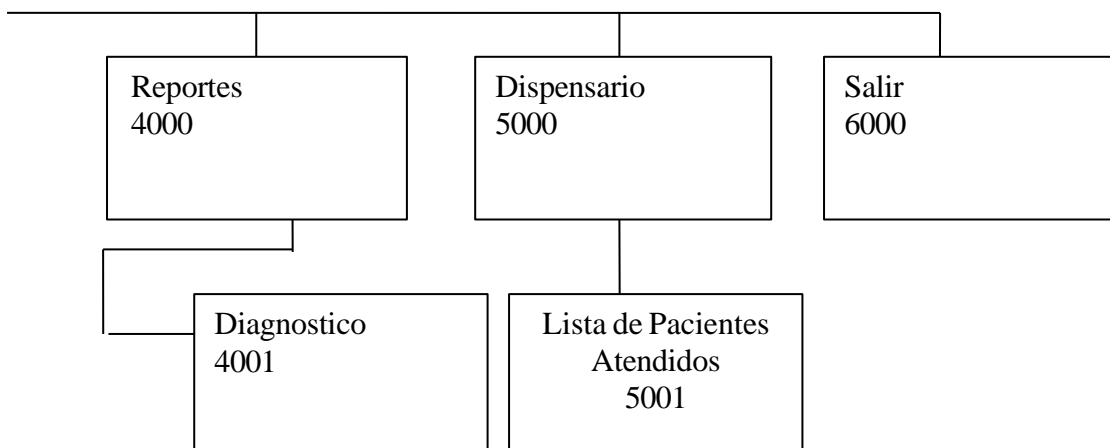 Reportes
4000
Dispensario
5000
Salir
6000
Diagnostico
4001
Lista de Pacientes
Atendidos
5001